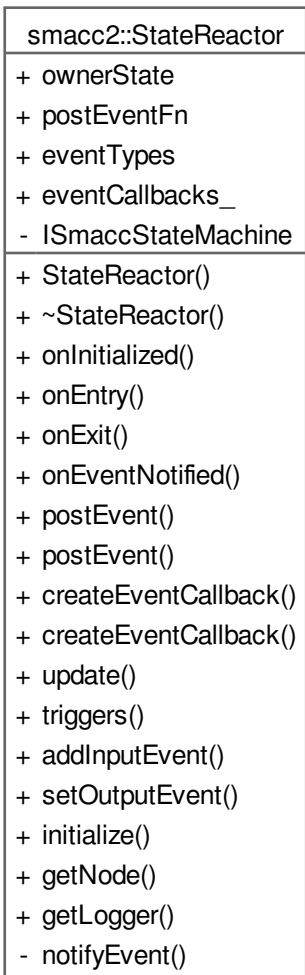 smacc2::StateReactor
+ ownerState
+ postEventFn
+ eventTypes
+ eventCallbacks_
- ISmaccStateMachine
+ StateReactor()
+ ~StateReactor()
+ onInitialized()
+ onEntry()
+ onExit()
+ onEventNotified()
+ postEvent()
+ postEvent()
+ createEventCallback()
+ createEventCallback()
+ update()
+ triggers()
+ addInputEvent()
+ setOutputEvent()
+ initialize()
+ getNode()
+ getLogger()
- notifyEvent()